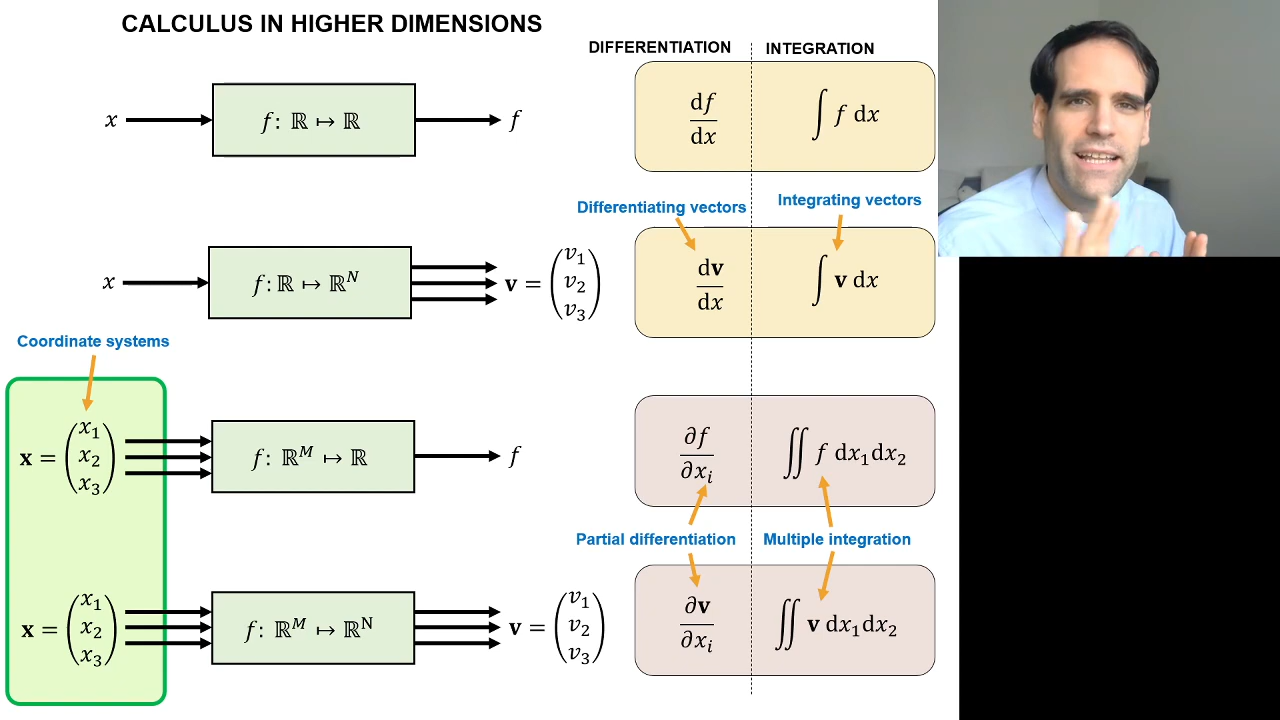 CALCULUS IN HIGHER DIMENSIONS
DIFFERENTIATION INTEGRATION
x f: ℝ ↦ ℝ f df/dx ∫ f dx
Differentiating vectors Integrating vectors
x f: ℝ ↦ ℝ^N v = (v₁ v₂ v₃) dv/dx ∫ v dx
Coordinate systems
x = (x₁ x₂ x₃) f: ℝ^M ↦ ℝ f ∂f/∂xᵢ ∬ f dx₁dx₂
Partial differentiation Multiple integration
x = (x₁ x₂ x₃) f: ℝ^M ↦ ℝ^N v = (v₁ v₂ v₃) ∂v/∂xᵢ ∬ v dx₁dx₂